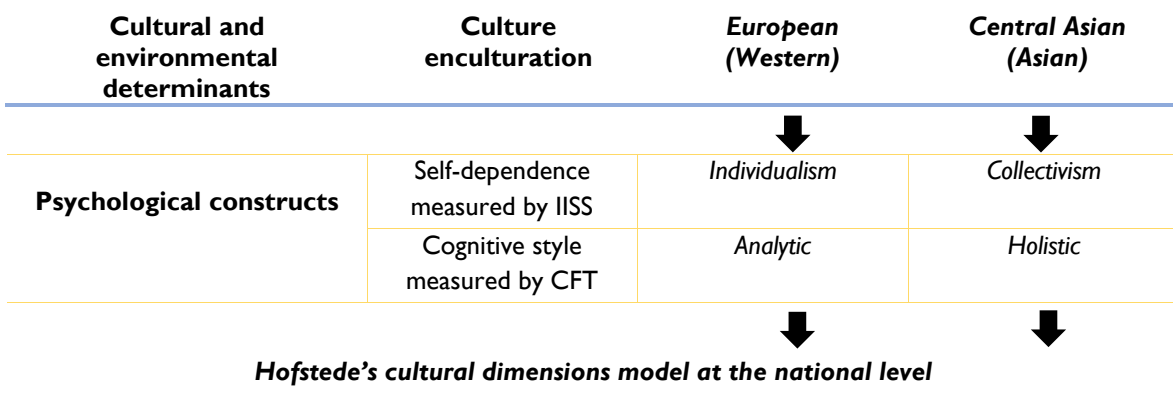 Cultural and environmental determinants
Culture enculturation
European (Western)
Central Asian (Asian)
Psychological constructs
Self-dependence measured by IISS
Individualism
Collectivism
Cognitive style measured by CFT
Analytic
Holistic
Hofstede’s cultural dimensions model at the national level